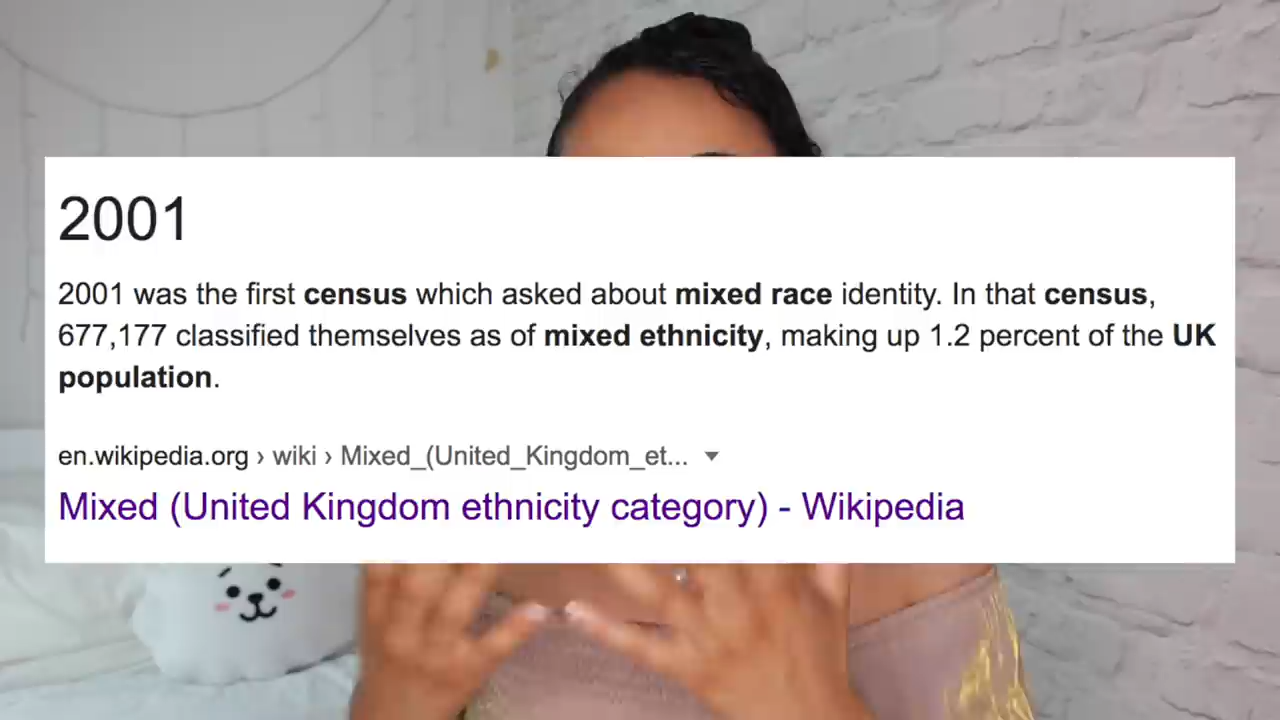 2001
2001 was the first census which asked about mixed race identity. In that census,
677,177 classified themselves as of mixed ethnicity, making up 1.2 percent of the UK
population.
en.wikipedia.org › wiki › Mixed_(United_Kingdom_et...
Mixed (United Kingdom ethnicity category) - Wikipedia